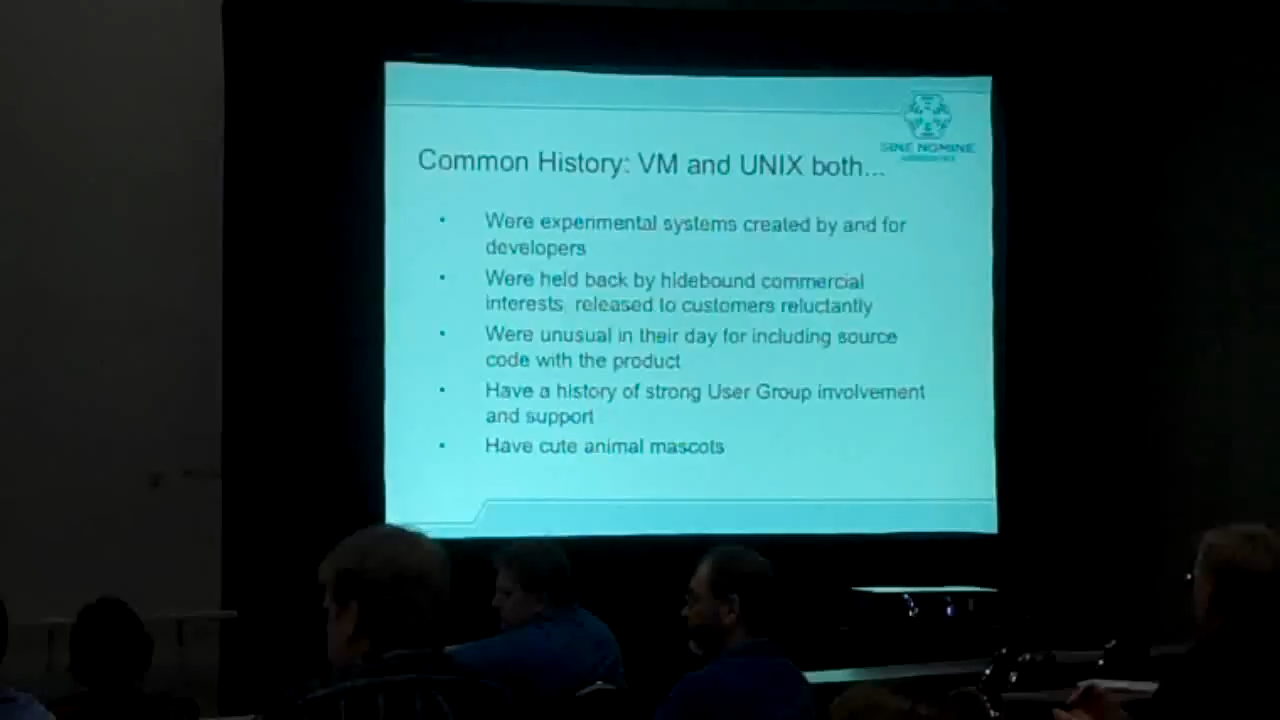 SINE NOMINE
Common History: VM and UNIX both...
• Were experimental systems created by and for
developers
• Were held back by hidebound commercial
interests, released to customers reluctantly
• Were unusual in their day for including source
code with the product
• Have a history of strong User Group involvement
and support
• Have cute animal mascots